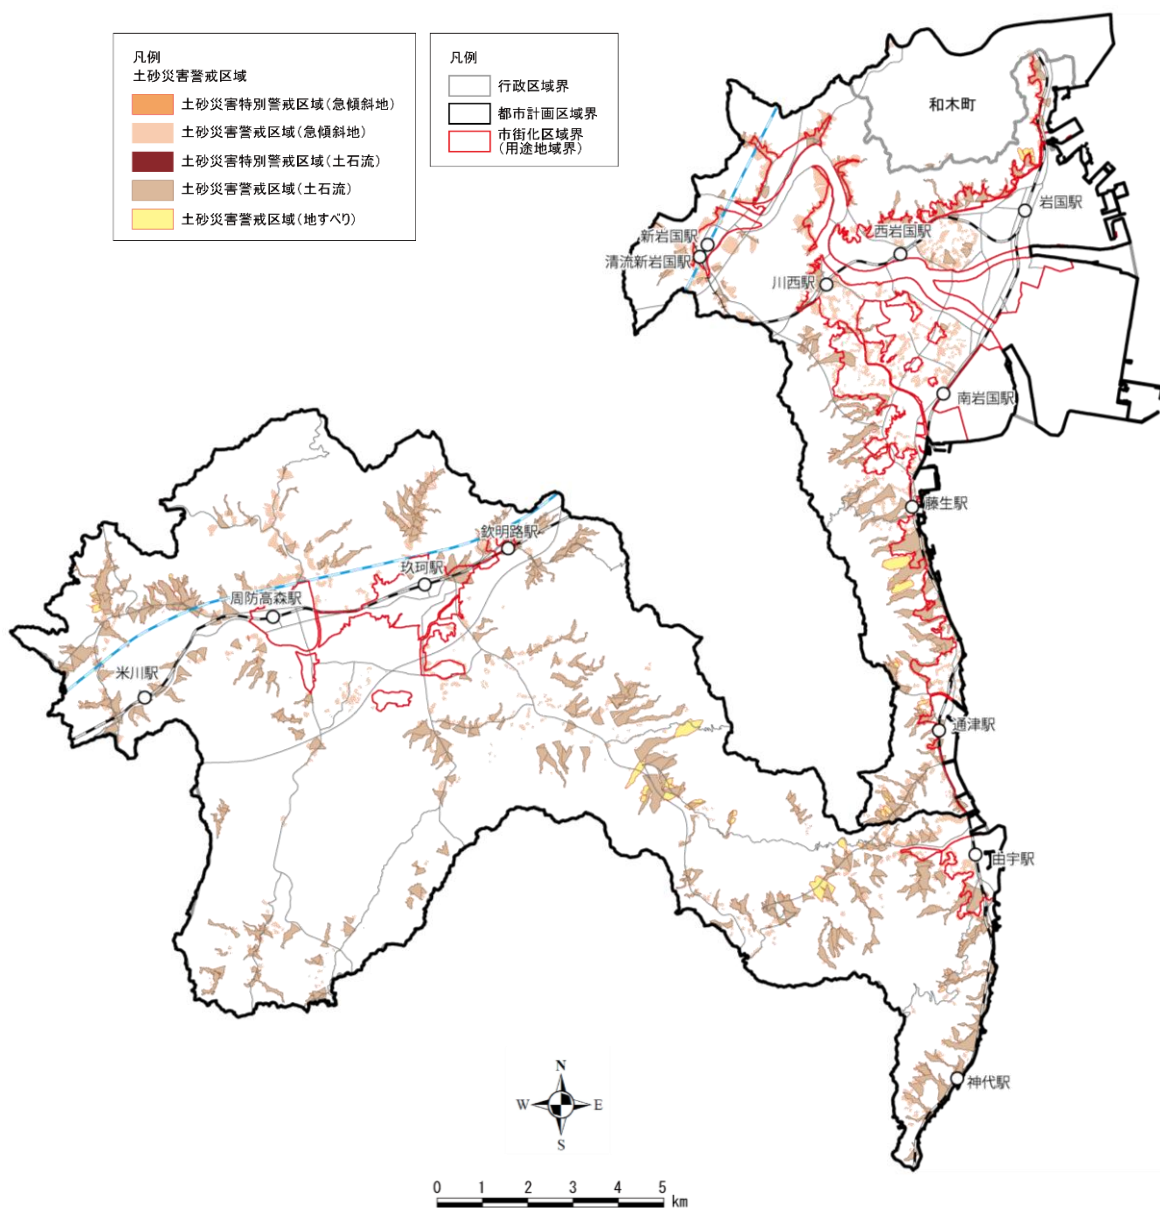 凡例
土砂災害警戒区域
土砂災害特別警戒区域（急傾斜地）
土砂災害警戒区域（急傾斜地）
土砂災害特別警戒区域（土石流）
土砂災害警戒区域（土石流）
土砂災害警戒区域（地すべり）
凡例
行政区域界
都市計画区域界
市街化区域界
（用途地域界）
和木町
岩国駅
西岩国駅
新岩国駅
清流新岩国駅
川西駅
南岩国駅
藤生駅
欽明路駅
玖珂駅
周防高森駅
米川駅
通津駅
由宇駅
神代駅
N
W E
S
0 1 2 3 4 5
km